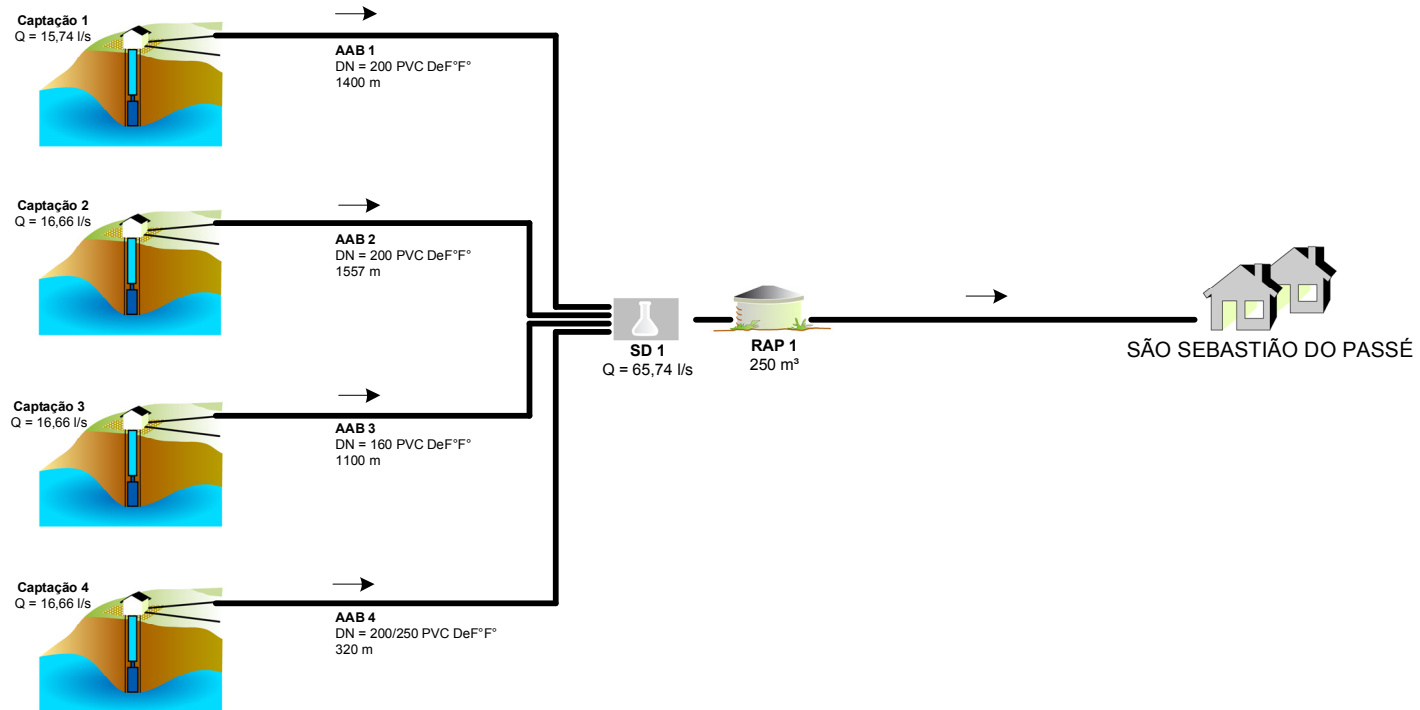 Captação 1
Q = 15,74 l/s
AAB 1
DN = 200 PVC DeF°F°
1400 m
Captação 2
Q = 16,66 l/s
AAB 2
DN = 200 PVC DeF°F°
1557 m
SD 1
Q = 65,74 l/s
RAP 1
250 m³
SÃO SEBASTIÃO DO PASSÉ
Captação 3
Q = 16,66 l/s
AAB 3
DN = 160 PVC DeF°F°
1100 m
Captação 4
Q = 16,66 l/s
AAB 4
DN = 200/250 PVC DeF°F°
320 m